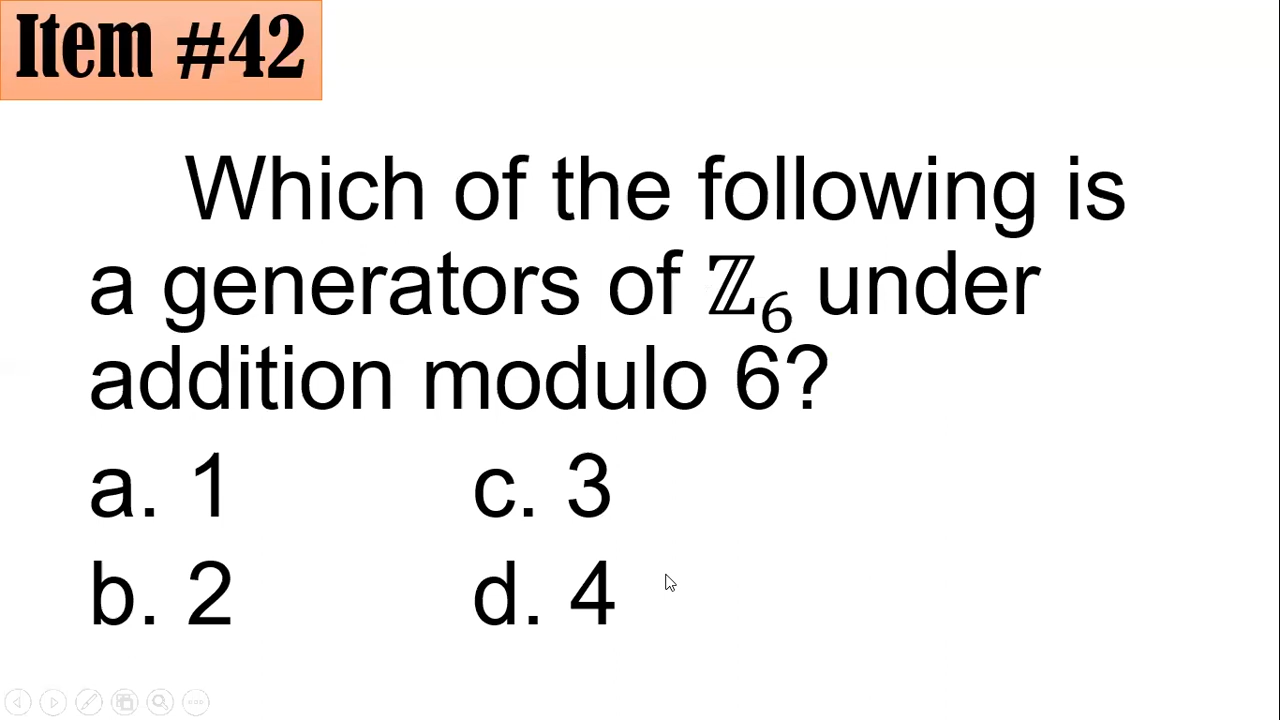 Item #42
Which of the following is
a generators of ℤ₆ under
addition modulo 6?
a. 1 c. 3
b. 2 d. 4